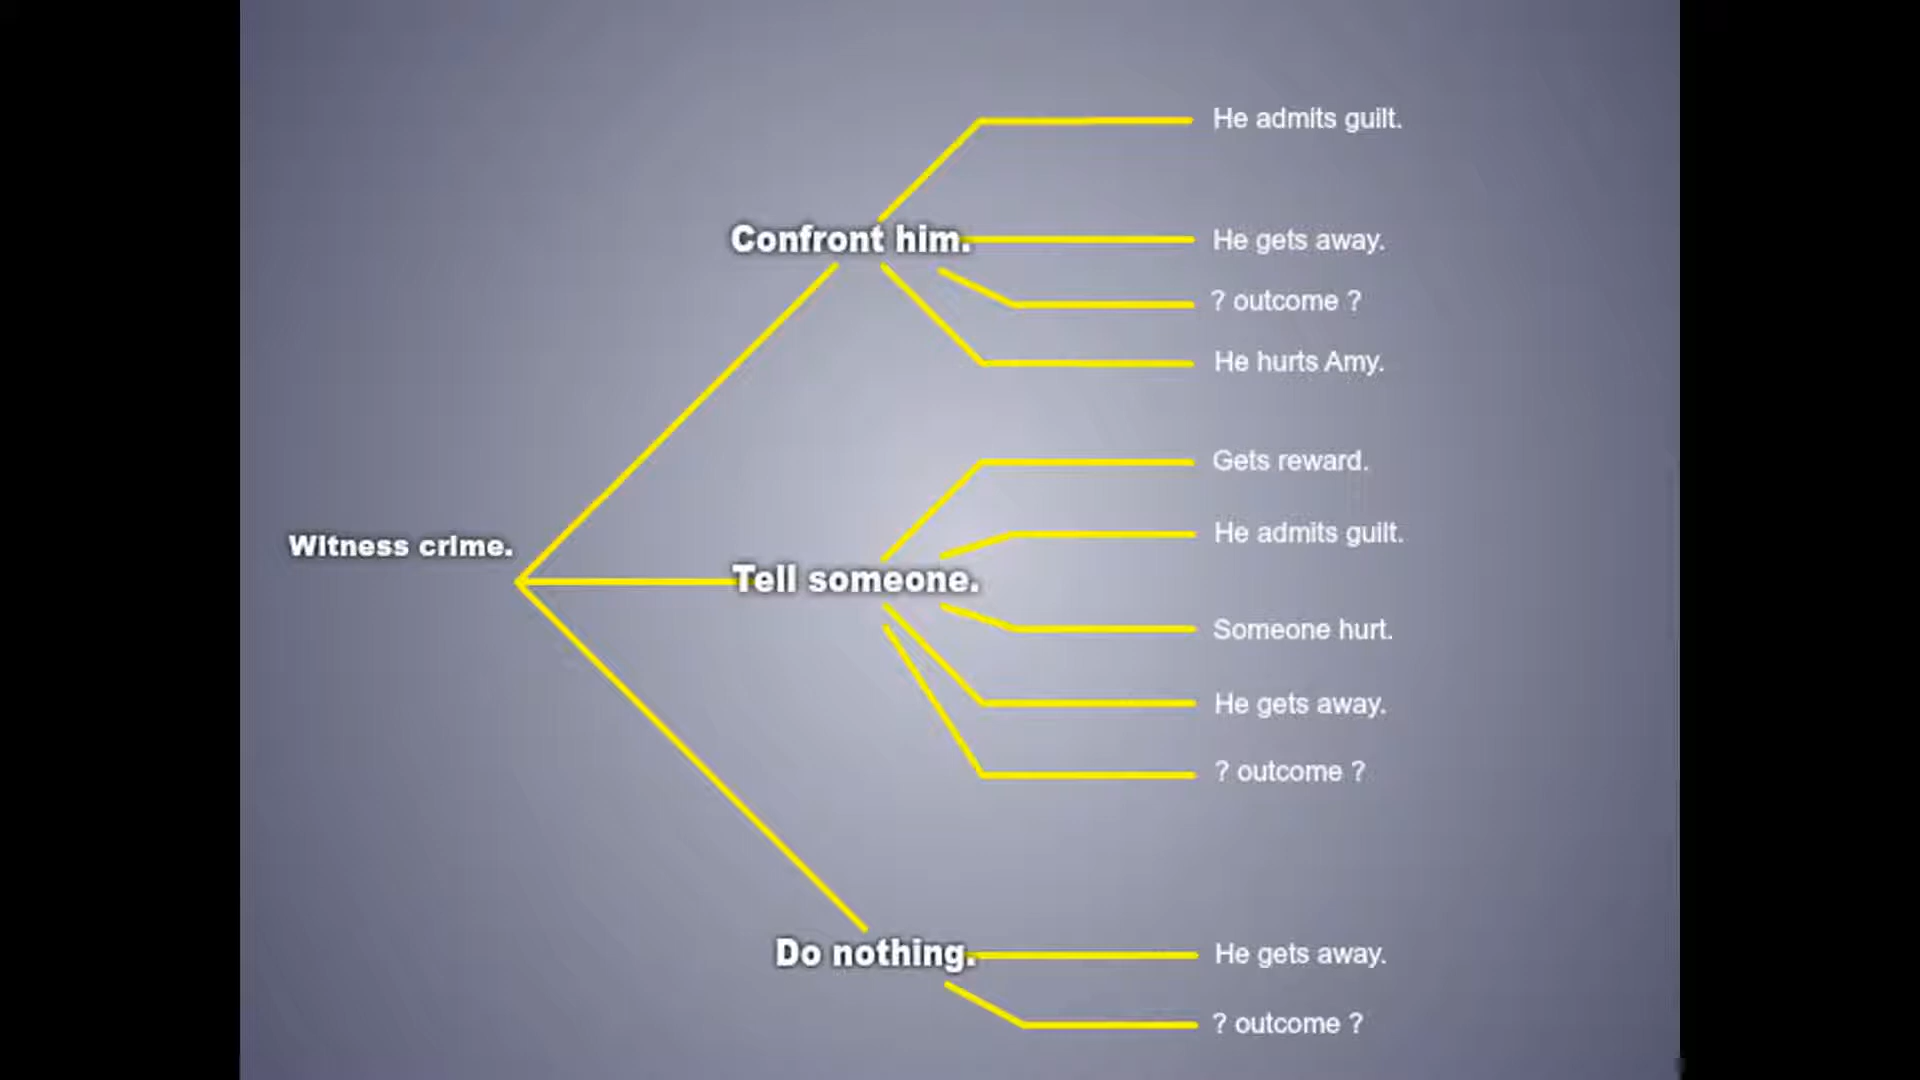 Witness crime.
Confront him.
He admits guilt.
He gets away.
? outcome ?
He hurts Amy.
Tell someone.
Gets reward.
He admits guilt.
Someone hurt.
He gets away.
? outcome ?
Do nothing.
He gets away.
? outcome ?